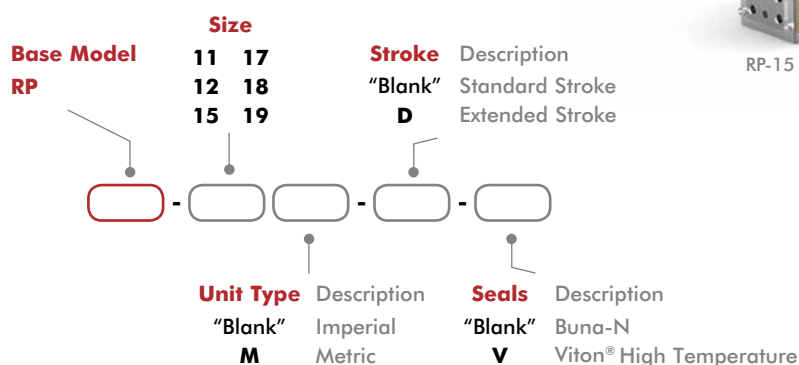 Size
Base Model 11 17 Stroke Description
RP 12 18 "Blank" Standard Stroke
15 19 D Extended Stroke
RP-15
- - -
Unit Type Description Seals Description
"Blank" Imperial "Blank" Buna-N
M Metric V Viton® High Temperature